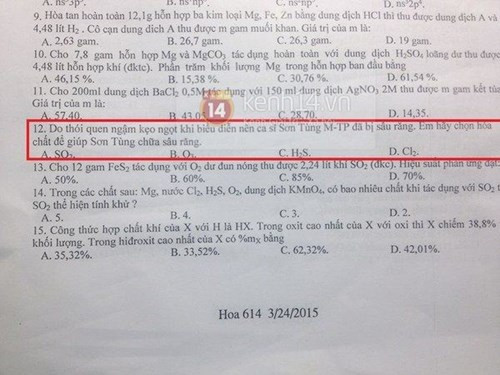 A. ns²3p³. B. ns²np³. D. ns²3p⁴.
9. Hòa tan hoàn toàn 12,1g hỗn hợp ba kim loại Mg, Fe, Zn bằng dung dịch HCl thì thu được dung dịch A và
4,48 lít H₂. Cô cạn dung dịch A thu được m gam muối khan. Giá trị của m là:
A. 2,63 gam. B. 26,7 gam. C. 26,3 gam. D. 19 gam.
10. Cho 7,8 gam hỗn hợp Mg và MgCO₃ tác dụng hoàn toàn với dung dịch H₂SO₄ loãng dư thu được
4,48 lít hỗn hợp khí (đktc). Phần trăm khối lượng Mg trong hỗn hợp ban đầu bằng
A. 46,15 %. B. 15,38 %. C. 30,76 %. D. 61,54 %.
11. Cho 200ml dung dịch BaCl₂ 0,5M tác dụng với 150 ml dung dịch AgNO₃ 2M thu được m gam kết tủa
Giá trị của m là:
A. 57,40. B. 43,05. C. 28,70. D. 14,35.
14 kenh14.vn
12. Do thói quen ngậm kẹo ngọt khi biểu diễn nên ca sĩ Sơn Tùng M-TP đã bị sâu răng. Em hãy chọn hóa
chất để giúp Sơn Tùng chữa sâu răng.
A. SO₂. B. O₃. C. H₂S. D. Cl₂.
13. Cho 12 gam FeS₂ tác dụng với O₂ dư đun nóng thu được 2,24 lít khí SO₂ (đktc). Hiệu suất phản ứng đạt:
A. 50%. B. 60%. C. 85%. D. 70%.
14. Trong các chất sau: Mg, nước Cl₂, H₂S, O₂, dung dịch KMnO₄, có bao nhiêu chất khi tác dụng với SO₂
SO₂ thể hiện tính khử?
A. 5. B. 4. C. 3. D. 2.
15. Công thức hợp chất khí của X với H là HX. Trong oxit cao nhất của X với oxi thì X chiếm 38,8%
khối lượng. Trong hiđroxit cao nhất của X có %mₓ bằng
A. 35,32%. B. 33,52%. C. 62,32%. D. 42,01%.
Hoa 614 3/24/2015